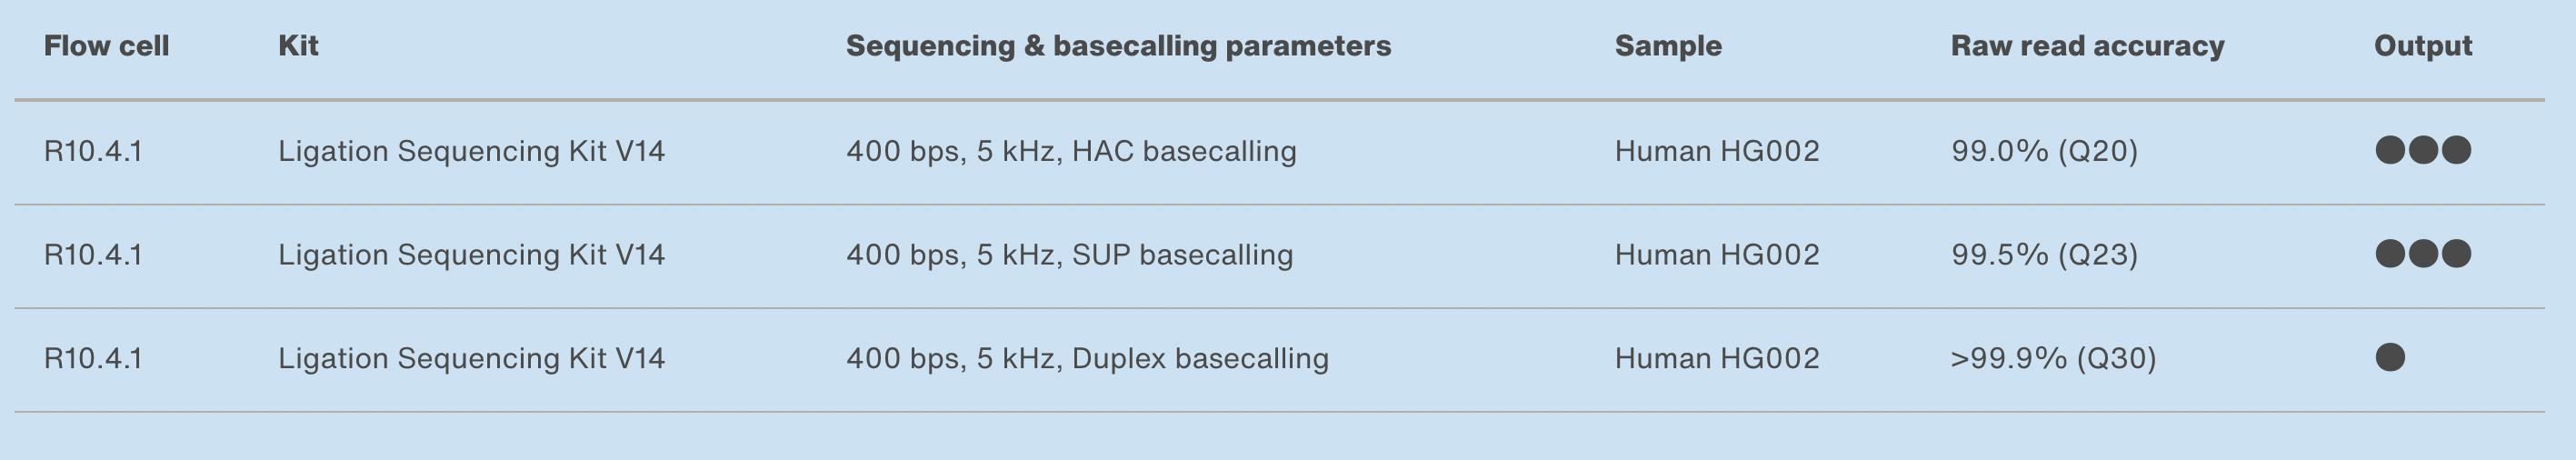 Flow cell Kit Sequencing & basecalling parameters Sample Raw read accuracy Output
R10.4.1 Ligation Sequencing Kit V14 400 bps, 5 kHz, HAC basecalling Human HG002 99.0% (Q20) ●●●
R10.4.1 Ligation Sequencing Kit V14 400 bps, 5 kHz, SUP basecalling Human HG002 99.5% (Q23) ●●●
R10.4.1 Ligation Sequencing Kit V14 400 bps, 5 kHz, Duplex basecalling Human HG002 >99.9% (Q30) ●